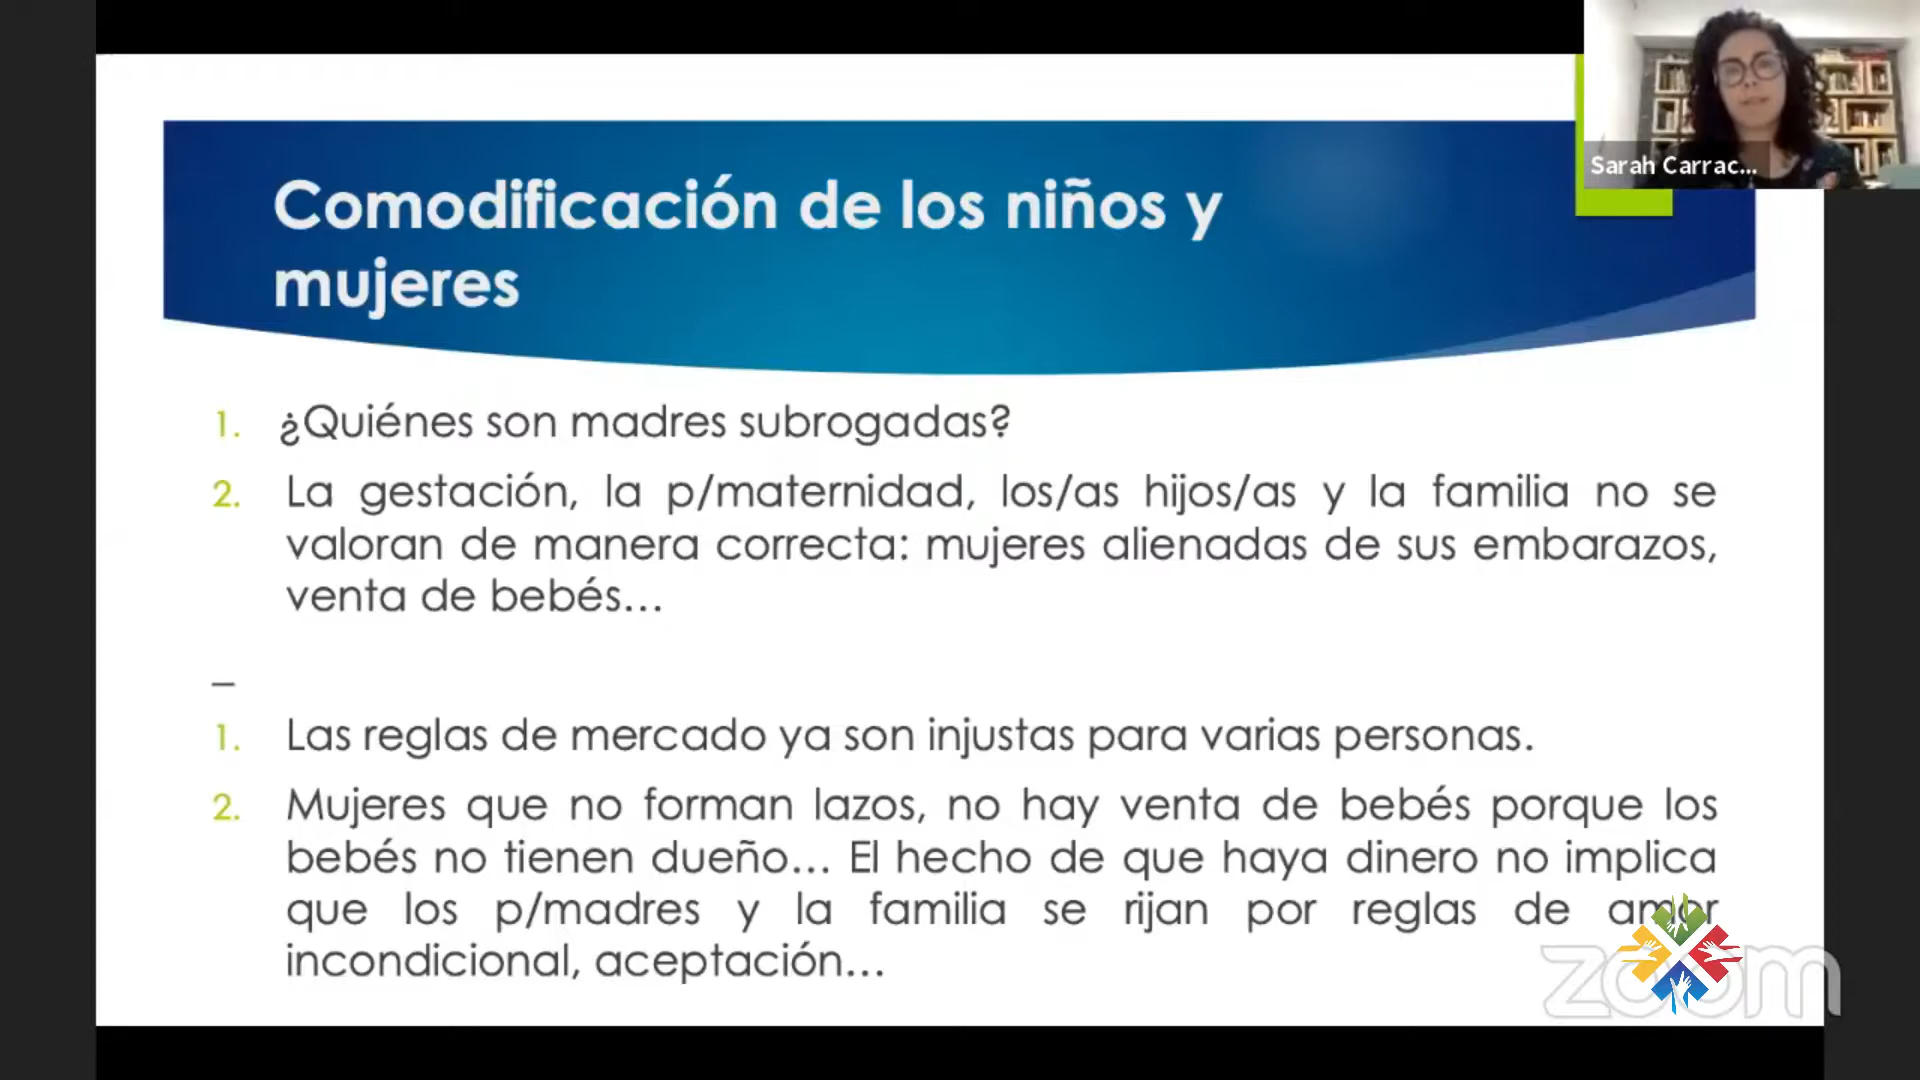 Sarah Carrac...
Comodificación de los niños y
mujeres
1. ¿Quiénes son madres subrogadas?
2. La gestación, la p/maternidad, los/as hijos/as y la familia no se
valoran de manera correcta: mujeres alienadas de sus embarazos,
venta de bebés...
–
1. Las reglas de mercado ya son injustas para varias personas.
2. Mujeres que no forman lazos, no hay venta de bebés porque los
bebés no tienen dueño... El hecho de que haya dinero no implica
que los p/madres y la familia se rijan por reglas de amor
incondicional, aceptación...
zoom